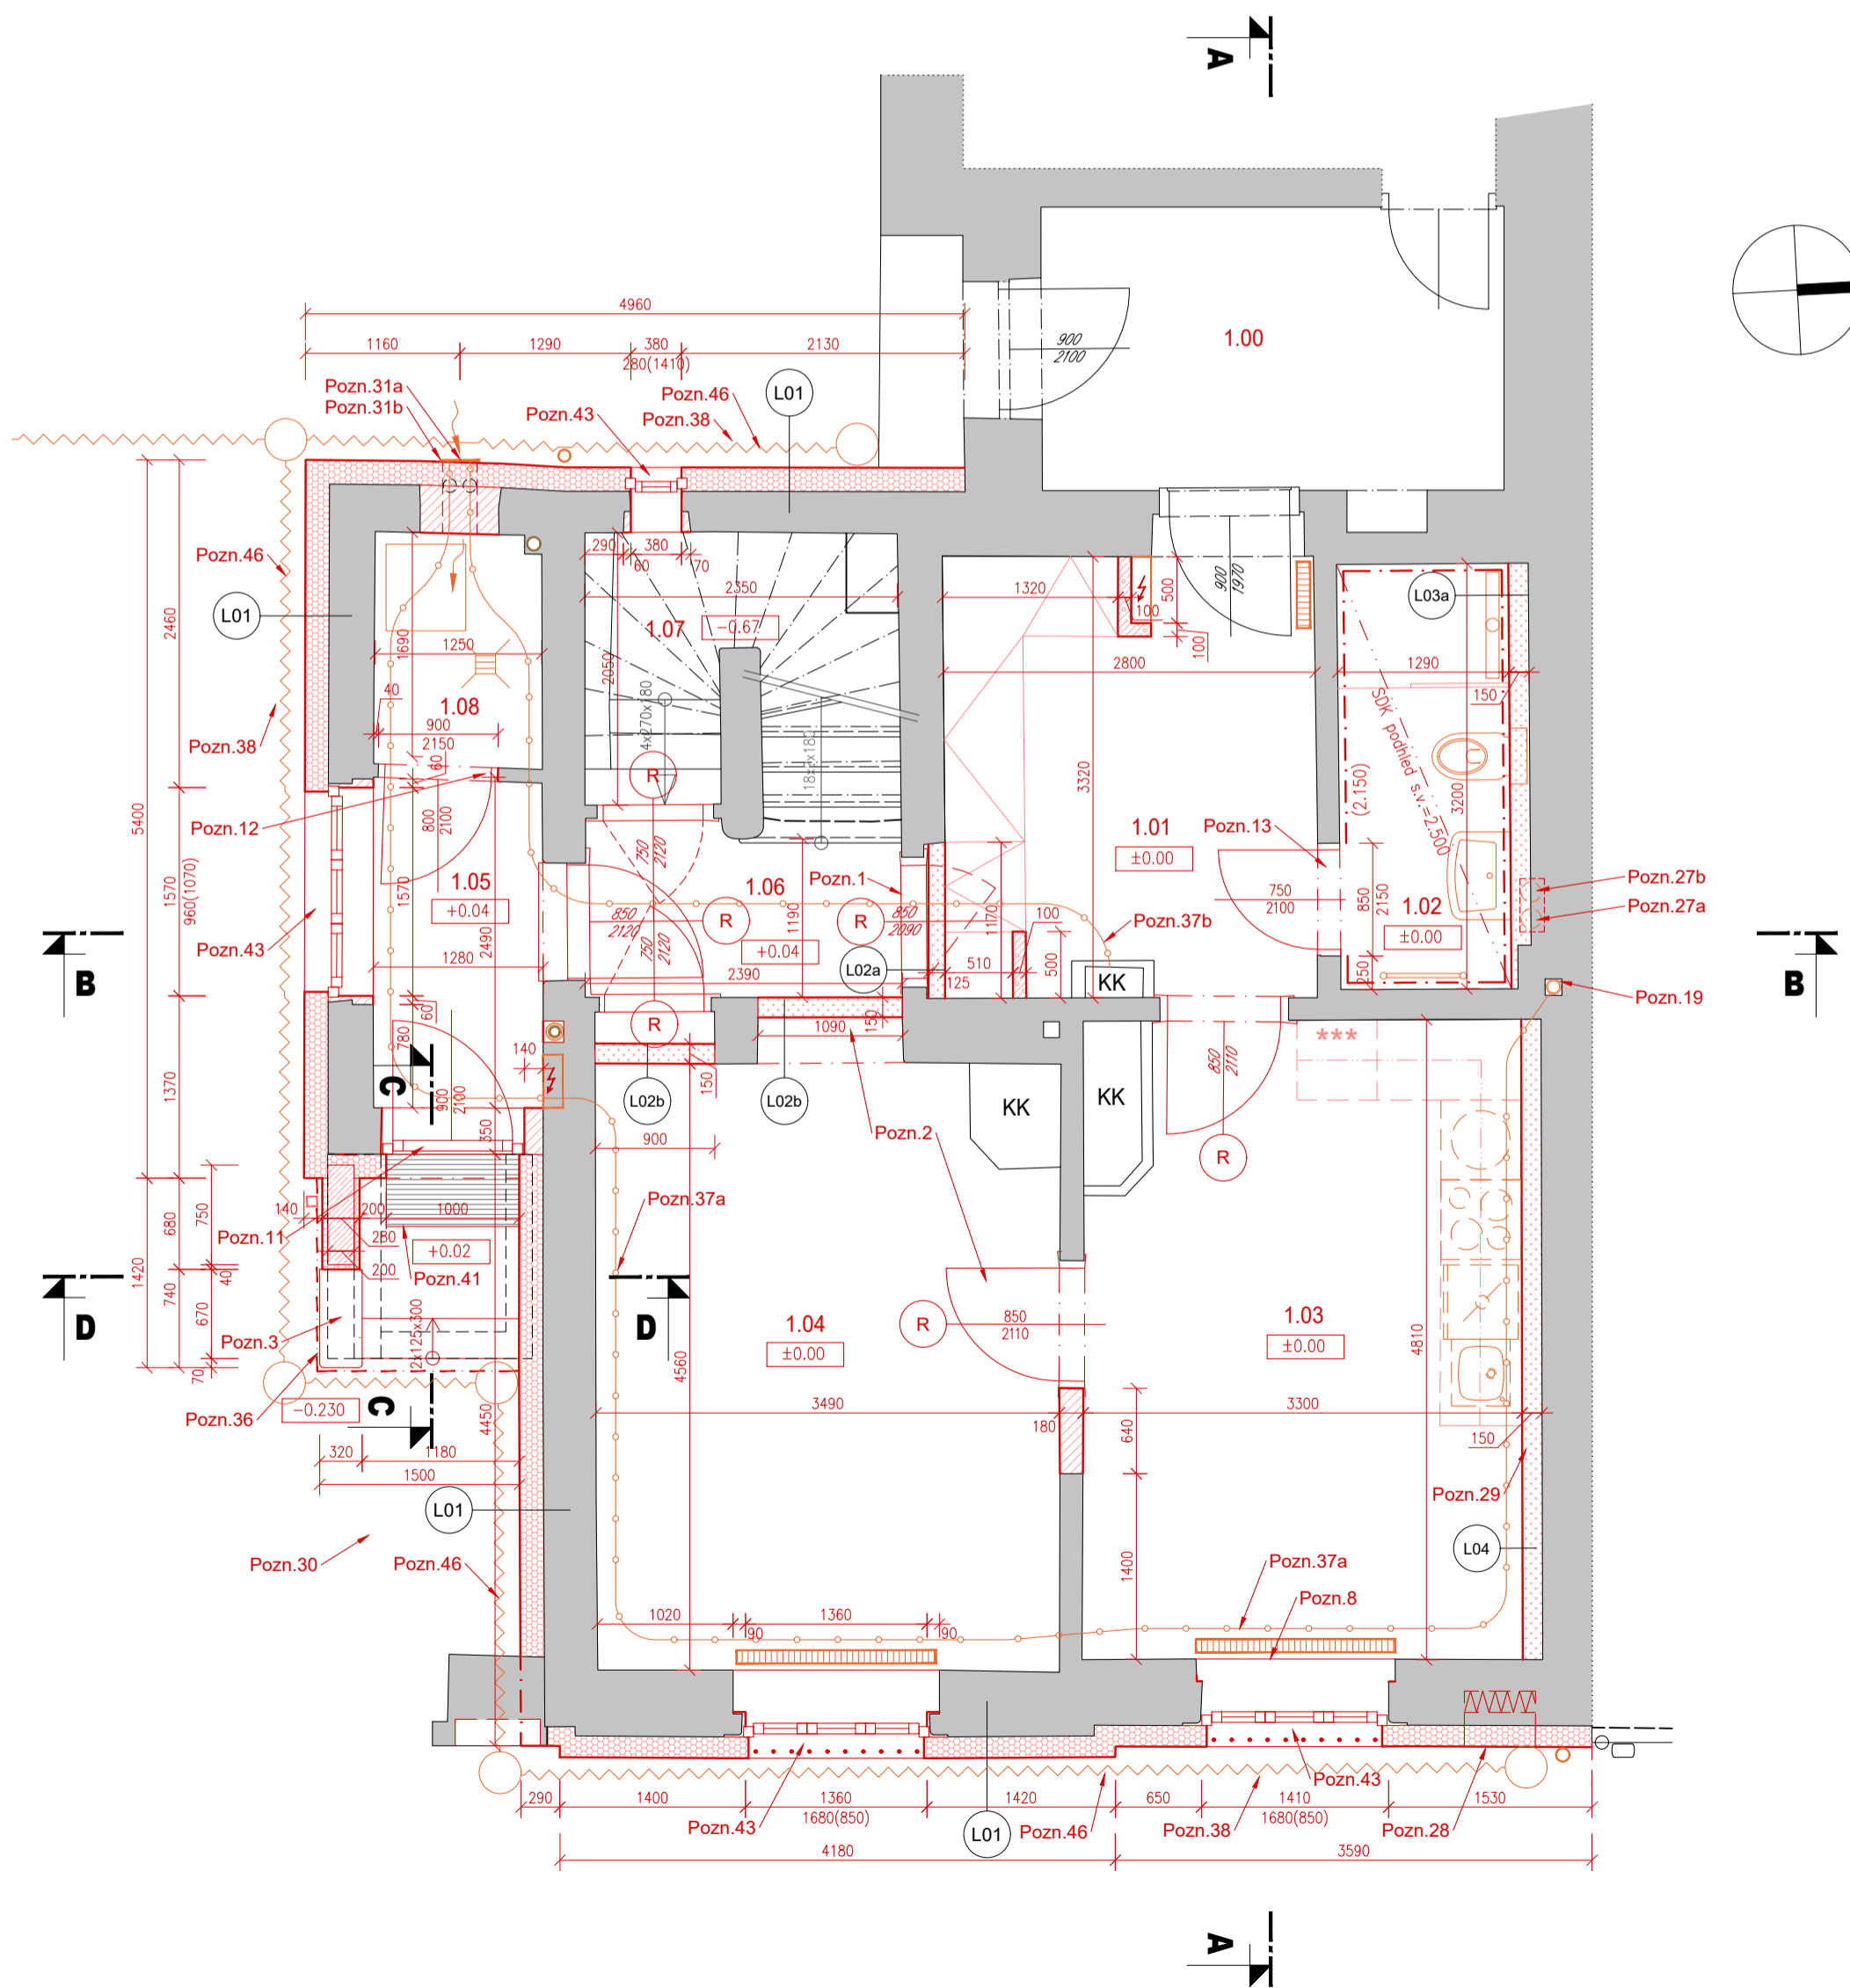 A
4960
1160
1290
380
280(1410)
2130
900
2100
1.00
Pozn.31a
Pozn.31b
Pozn.43
Pozn.46
Pozn.38
L01
Pozn.46
L01
Pozn.38
5400
2460
1570
960(1070)
1370
1690
1250
40
1.08
900
2150
60
290
380
60
70
2350
1.07
-0.67
2050
4x270x180
1320
100
500
100
900
1970
2800
3320
L03a
1290
150
SDK podhled s.v.=2.500
(2.150)
3200
Pozn.12
800
2100
1570
1.05
+0.04
2490
1280
60
780
Pozn.43
R
750
2120
1.06
1190
Pozn.1
850
2120
R
R
850
2090
750
2120
+0.04
2390
R
L02a
125
510
100
500
1170
1.01
±0.00
Pozn.13
750
2100
850
2150
250
1.02
±0.00
Pozn.37b
Pozn.27b
Pozn.27a
B
B
Pozn.19
KK
1090
150
140
C
900
2100
350
150
L02b
L02b
900
KK
KK
Pozn.2
850
2110
R
***
140
200
1000
280
200
Pozn.11
+0.02
Pozn.41
1420
680
740
750
40
670
70
D
Pozn.3
2x125x300
Pozn.36
-0.230
C
4450
320
1180
1500
Pozn.37a
D
1.04
±0.00
4560
R
850
2110
1.03
±0.00
4810
3490
180
3300
640
1400
150
Pozn.29
L04
L01
Pozn.30
Pozn.46
1020
90
1360
90
Pozn.37a
Pozn.8
290
1400
1360
1680(850)
1420
650
1410
1680(850)
1530
Pozn.43
L01
Pozn.46
Pozn.43
Pozn.38
Pozn.28
4180
3590
A